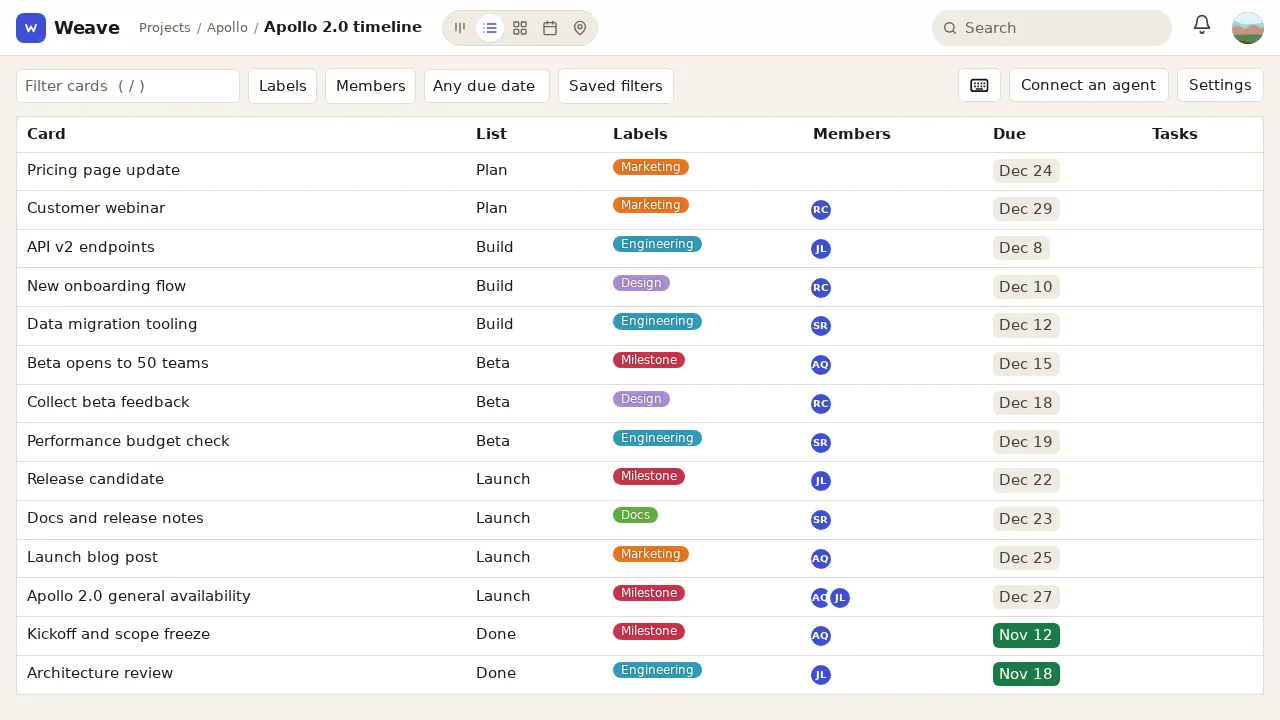 Weave Projects / Apollo / Apollo 2.0 timeline Search
Filter cards ( / ) Labels Members Any due date Saved filters Connect an agent Settings
Card List Labels Members Due Tasks
Pricing page update Plan Marketing Dec 24
Customer webinar Plan Marketing RC Dec 29
API v2 endpoints Build Engineering JL Dec 8
New onboarding flow Build Design RC Dec 10
Data migration tooling Build Engineering SR Dec 12
Beta opens to 50 teams Beta Milestone AQ Dec 15
Collect beta feedback Beta Design RC Dec 18
Performance budget check Beta Engineering SR Dec 19
Release candidate Launch Milestone JL Dec 22
Docs and release notes Launch Docs SR Dec 23
Launch blog post Launch Marketing AQ Dec 25
Apollo 2.0 general availability Launch Milestone AQ JL Dec 27
Kickoff and scope freeze Done Milestone AQ Nov 12
Architecture review Done Engineering JL Nov 18